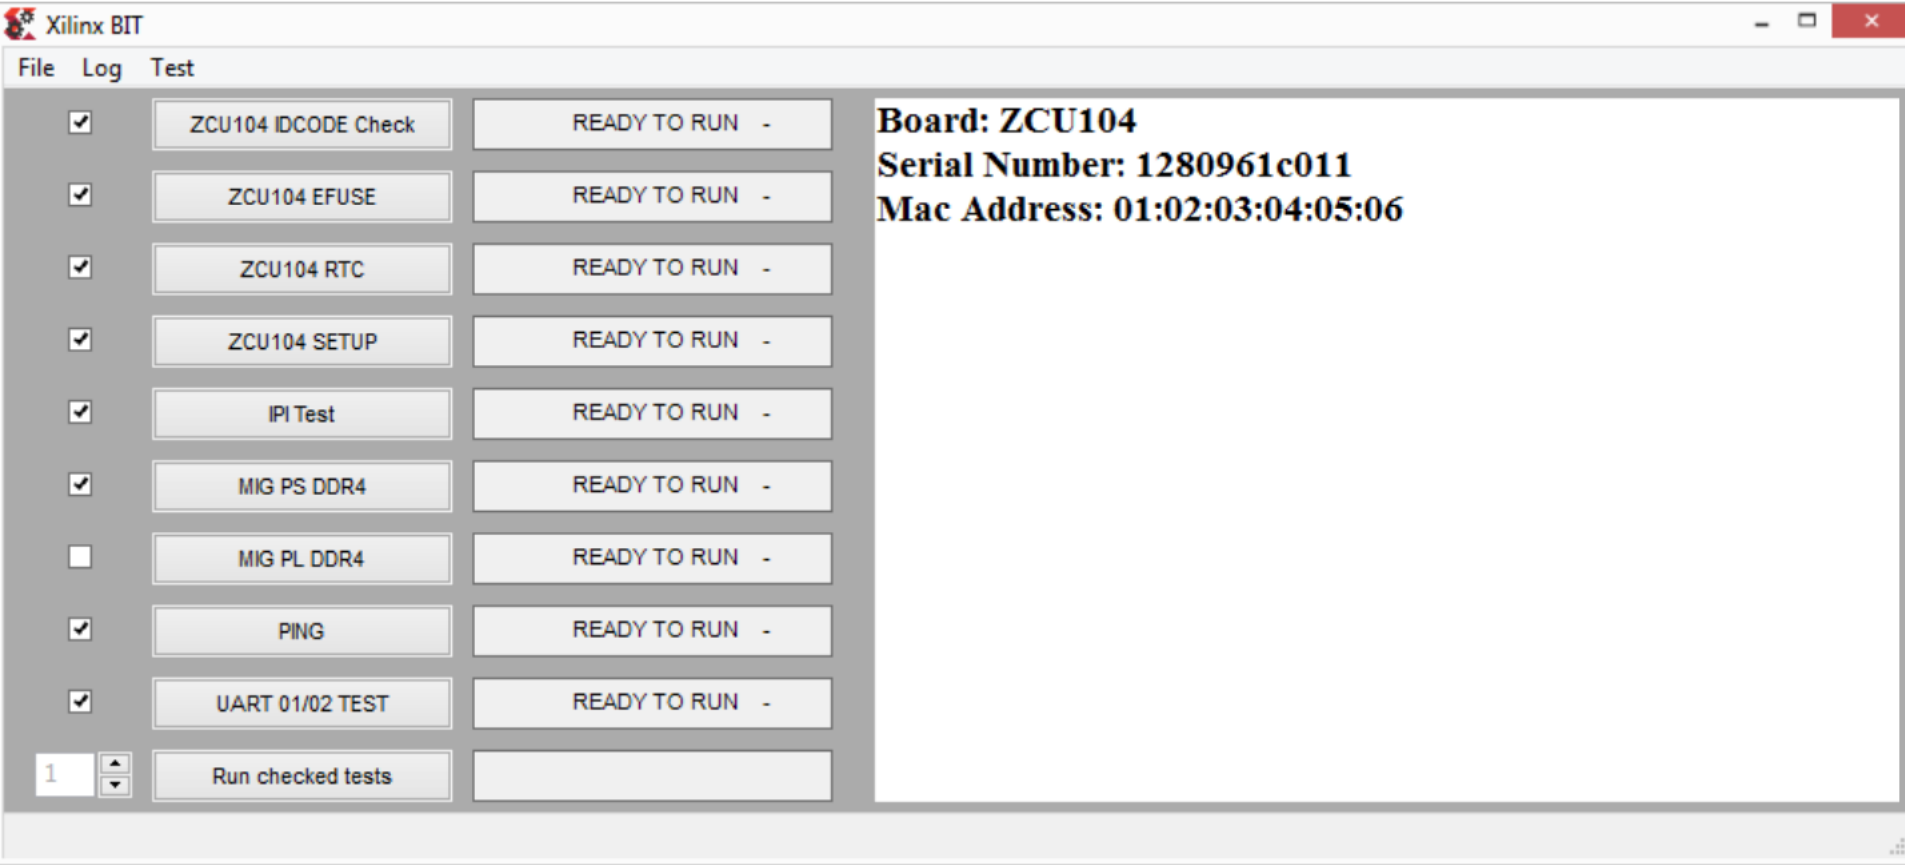 Xilinx BIT
File Log Test
ZCU104 IDCODE Check READY TO RUN -
ZCU104 EFUSE READY TO RUN -
ZCU104 RTC READY TO RUN -
ZCU104 SETUP READY TO RUN -
IPI Test READY TO RUN -
MIG PS DDR4 READY TO RUN -
MIG PL DDR4 READY TO RUN -
PING READY TO RUN -
UART 01/02 TEST READY TO RUN -
1 Run checked tests
Board: ZCU104
Serial Number: 1280961c011
Mac Address: 01:02:03:04:05:06